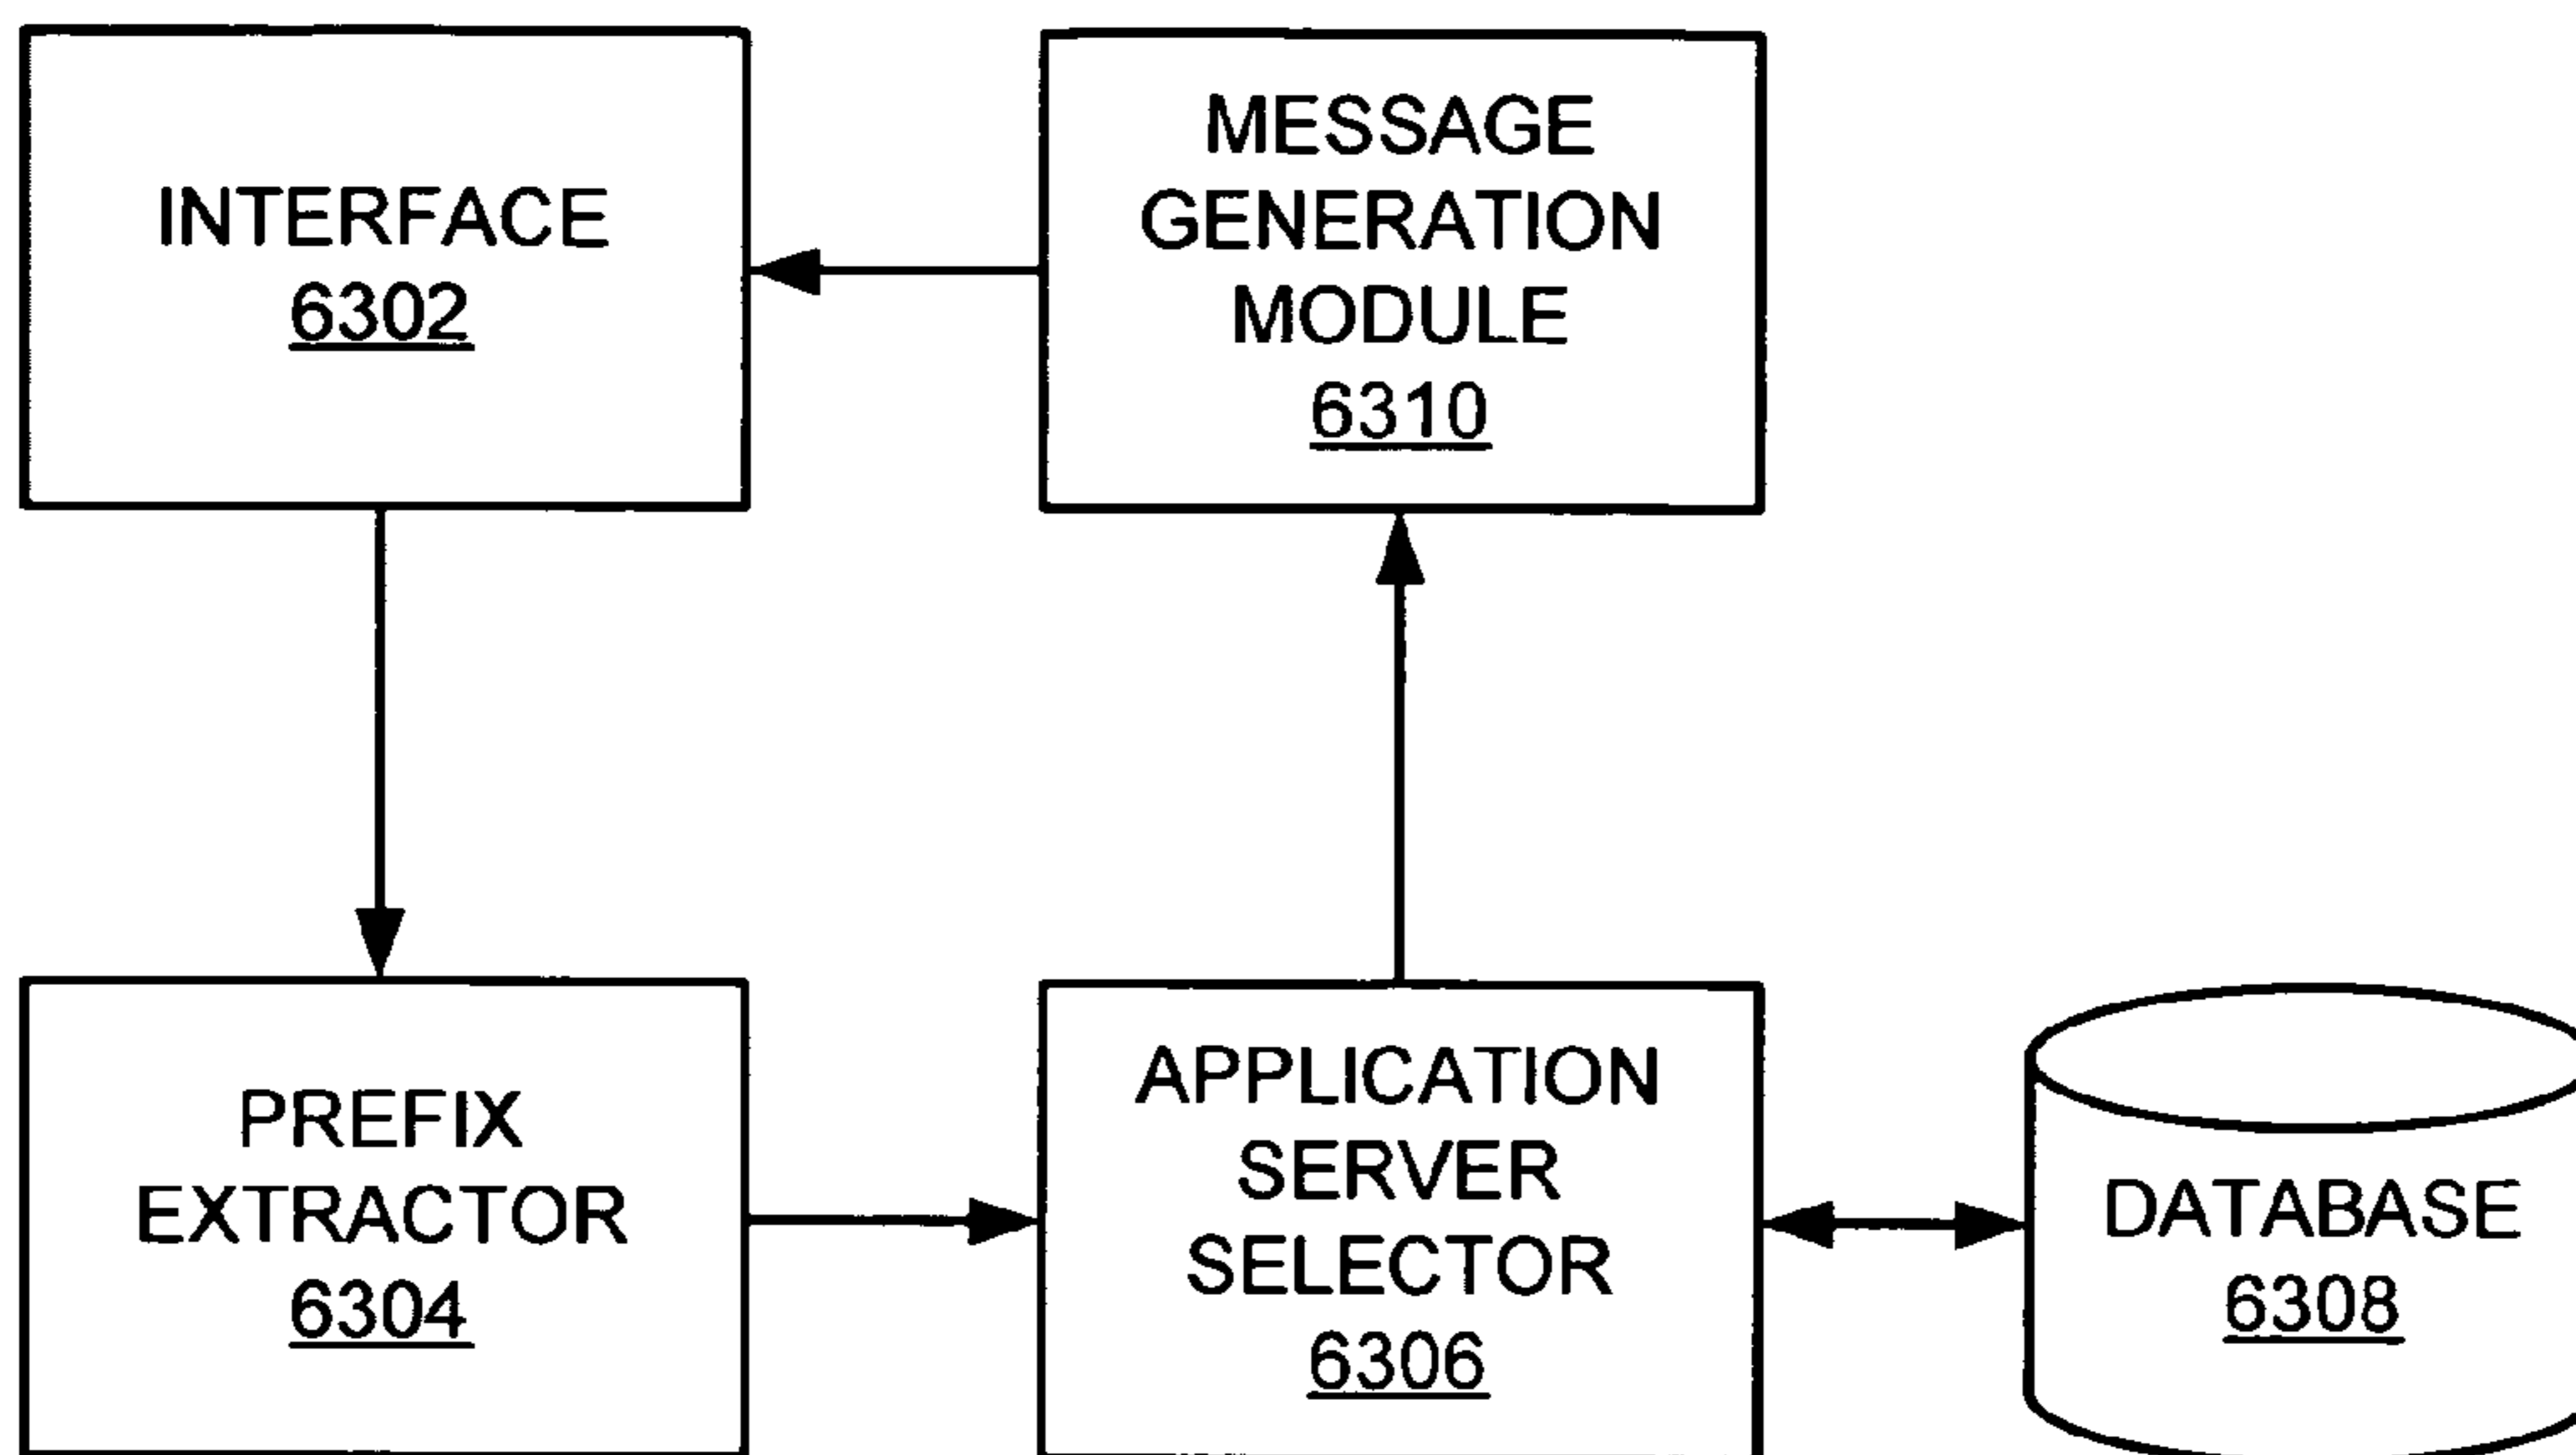 INTERFACE
6302
MESSAGE
GENERATION
MODULE
6310
PREFIX
EXTRACTOR
6304
APPLICATION
SERVER
SELECTOR
6306
DATABASE
6308